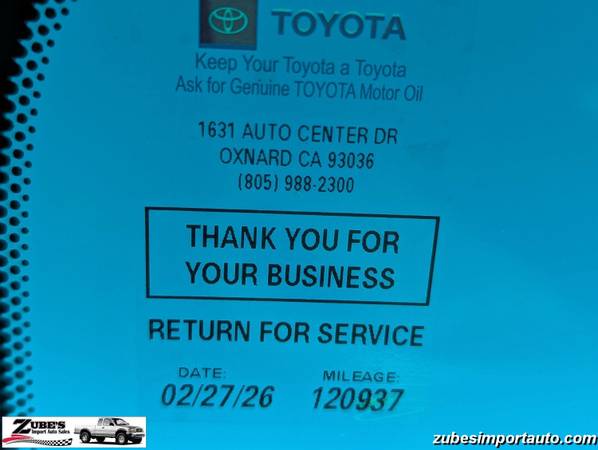 TOYOTA
Keep Your Toyota a Toyota
Ask for Genuine TOYOTA Motor Oil
1631 AUTO CENTER DR
OXNARD CA 93036
(805) 988-2300
THANK YOU FOR
YOUR BUSINESS
RETURN FOR SERVICE
DATE: MILEAGE:
02/27/26 120937
ZUBE'S
Import Auto Sales
zubesimportauto.com